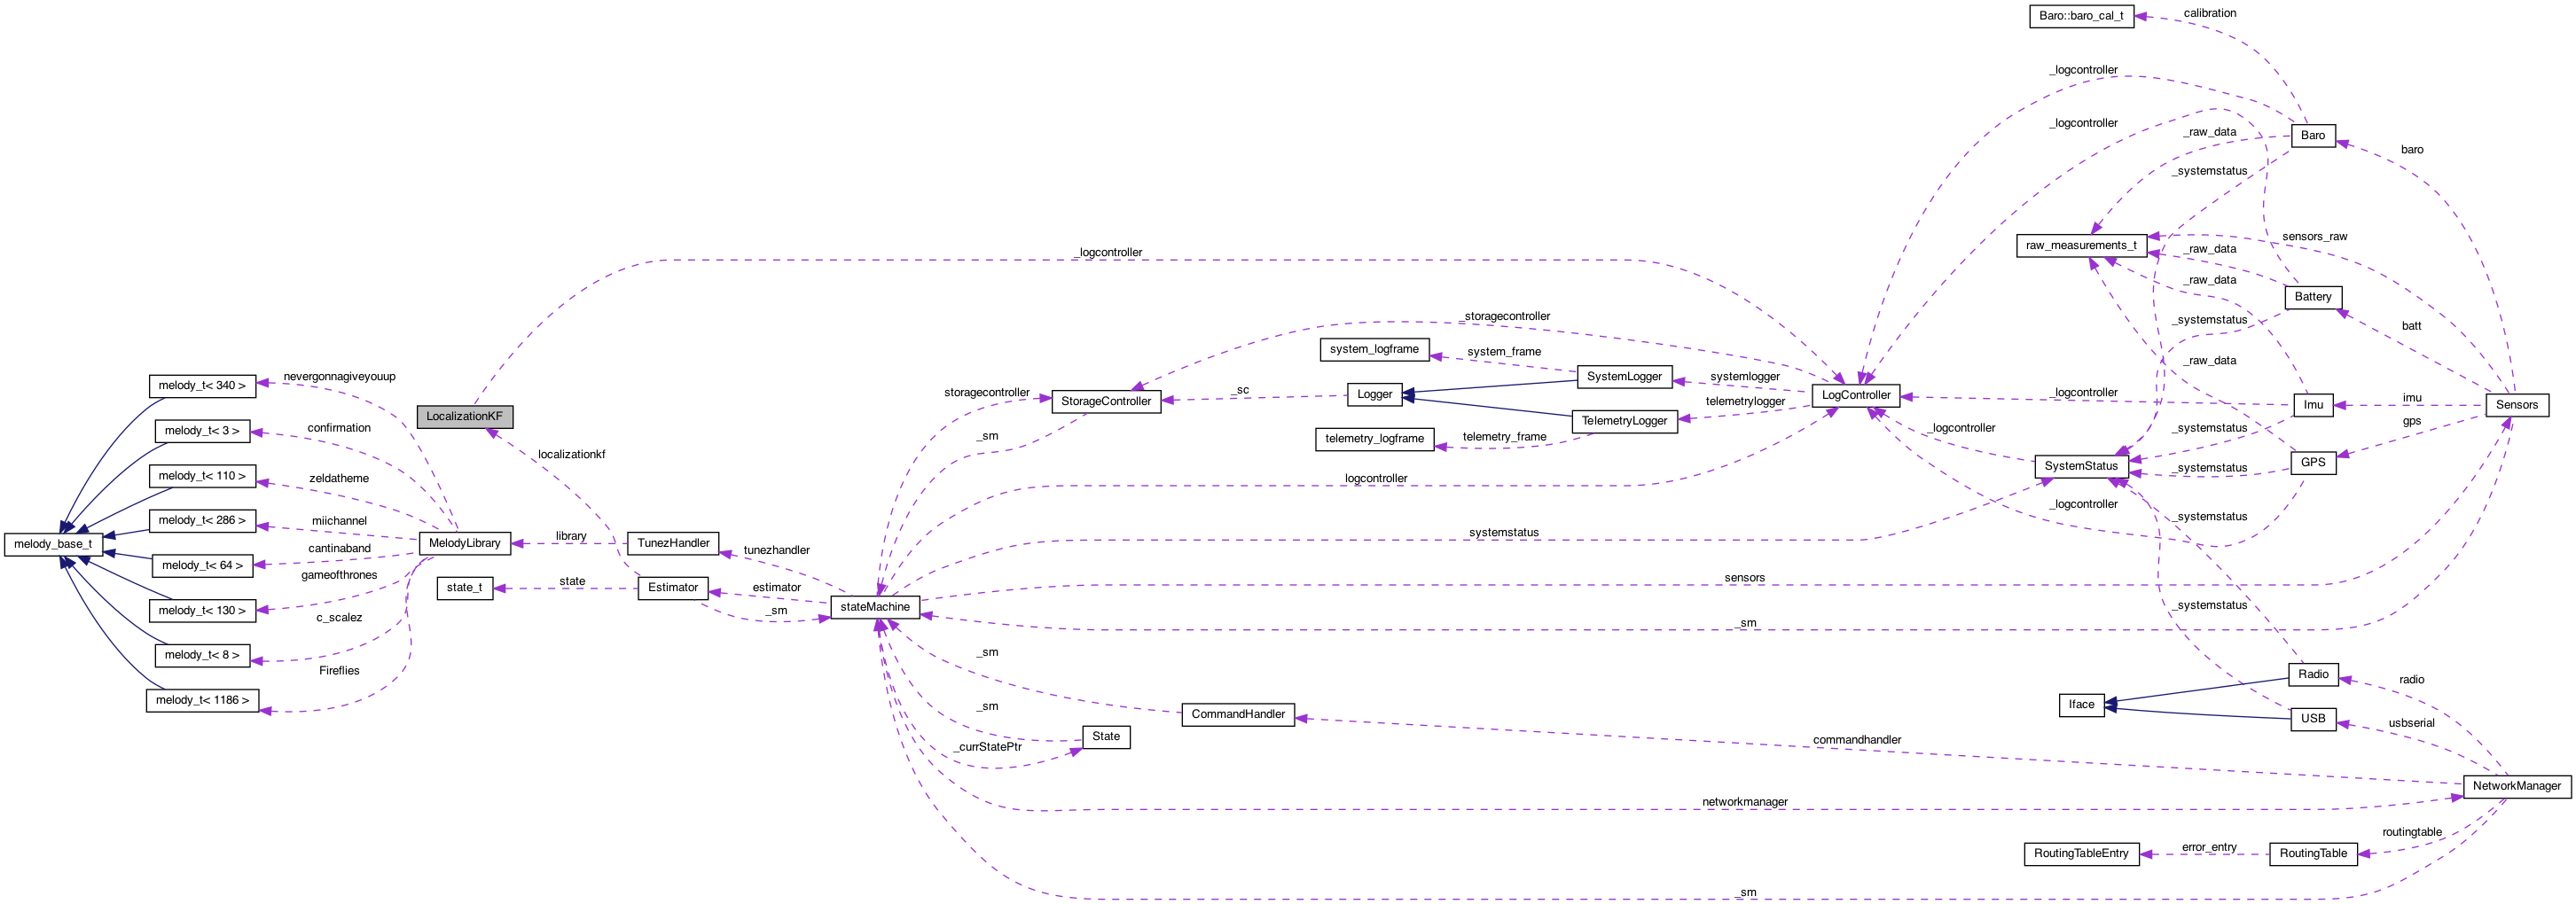 Baro::baro_cal_t
calibration
_logcontroller
_logcontroller
_raw_data
Baro
baro
_systemstatus
raw_measurements_t
sensors_raw
_raw_data
_logcontroller
_raw_data
Battery
_storagecontroller
_systemstatus
batt
system_logframe
system_frame
_raw_data
SystemLogger
systemlogger
nevergonnagiveyouup
melody_t< 340 >
storagecontroller
StorageController
_sc
Logger
LogController
_logcontroller
Imu
imu
Sensors
telemetrylogger
LocalizationKF
TelemetryLogger
gps
melody_t< 3 >
confirmation
_sm
telemetry_logframe
telemetry_frame
_logcontroller
_systemstatus
localizationkf
GPS
SystemStatus
_systemstatus
melody_t< 110 >
zeldatheme
logcontroller
_logcontroller
melody_t< 286 >
miichannel
_systemstatus
systemstatus
melody_base_t
MelodyLibrary
library
TunezHandler
tunezhandler
cantinaband
melody_t< 64 >
gameofthrones
state_t
state
Estimator
estimator
sensors
melody_t< 130 >
_sm
stateMachine
_systemstatus
c_scalez
_sm
melody_t< 8 >
_sm
Fireflies
Radio
radio
melody_t< 1186 >
_sm
Iface
CommandHandler
USB
usbserial
State
_currStatePtr
commandhandler
NetworkManager
networkmanager
routingtable
RoutingTableEntry
error_entry
RoutingTable
_sm